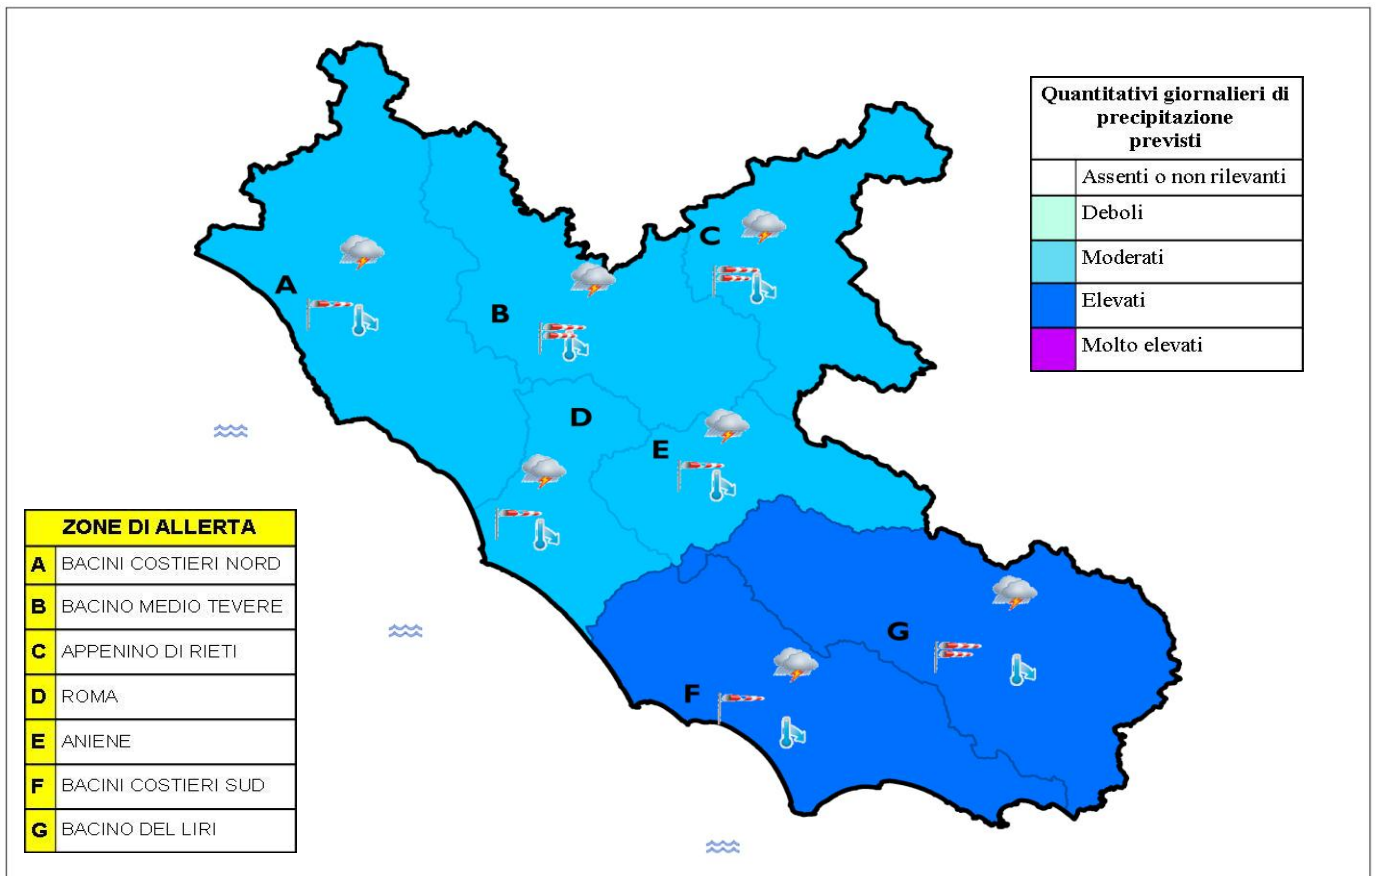 Quantitativi giornalieri di
precipitazione
previsti
Assenti o non rilevanti
Deboli
Moderati
Elevati
Molto elevati
C
A
B
D
E
G
F
ZONE DI ALLERTA
A BACINI COSTIERI NORD
B BACINO MEDIO TEVERE
C APPENINO DI RIETI
D ROMA
E ANIENE
F BACINI COSTIERI SUD
G BACINO DEL LIRI